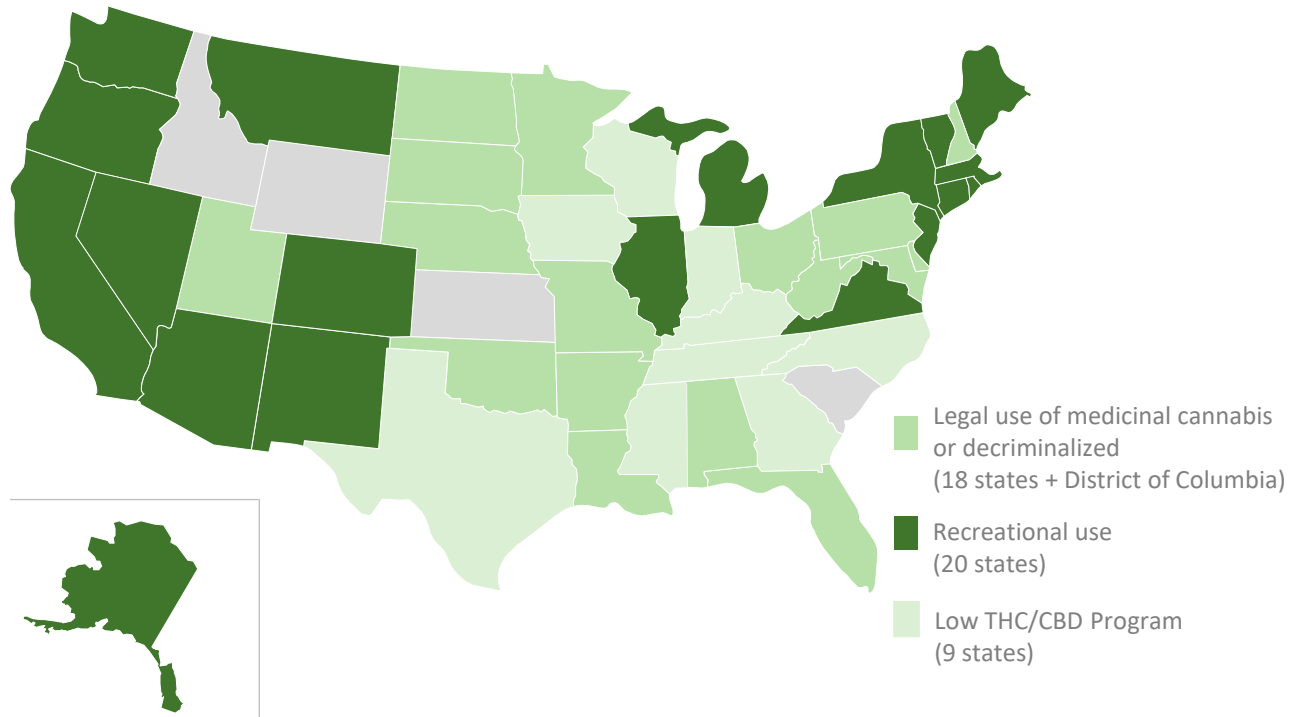 Legal use of medicinal cannabis
or decriminalized
(18 states + District of Columbia)
Recreational use
(20 states)
Low THC/CBD Program
(9 states)